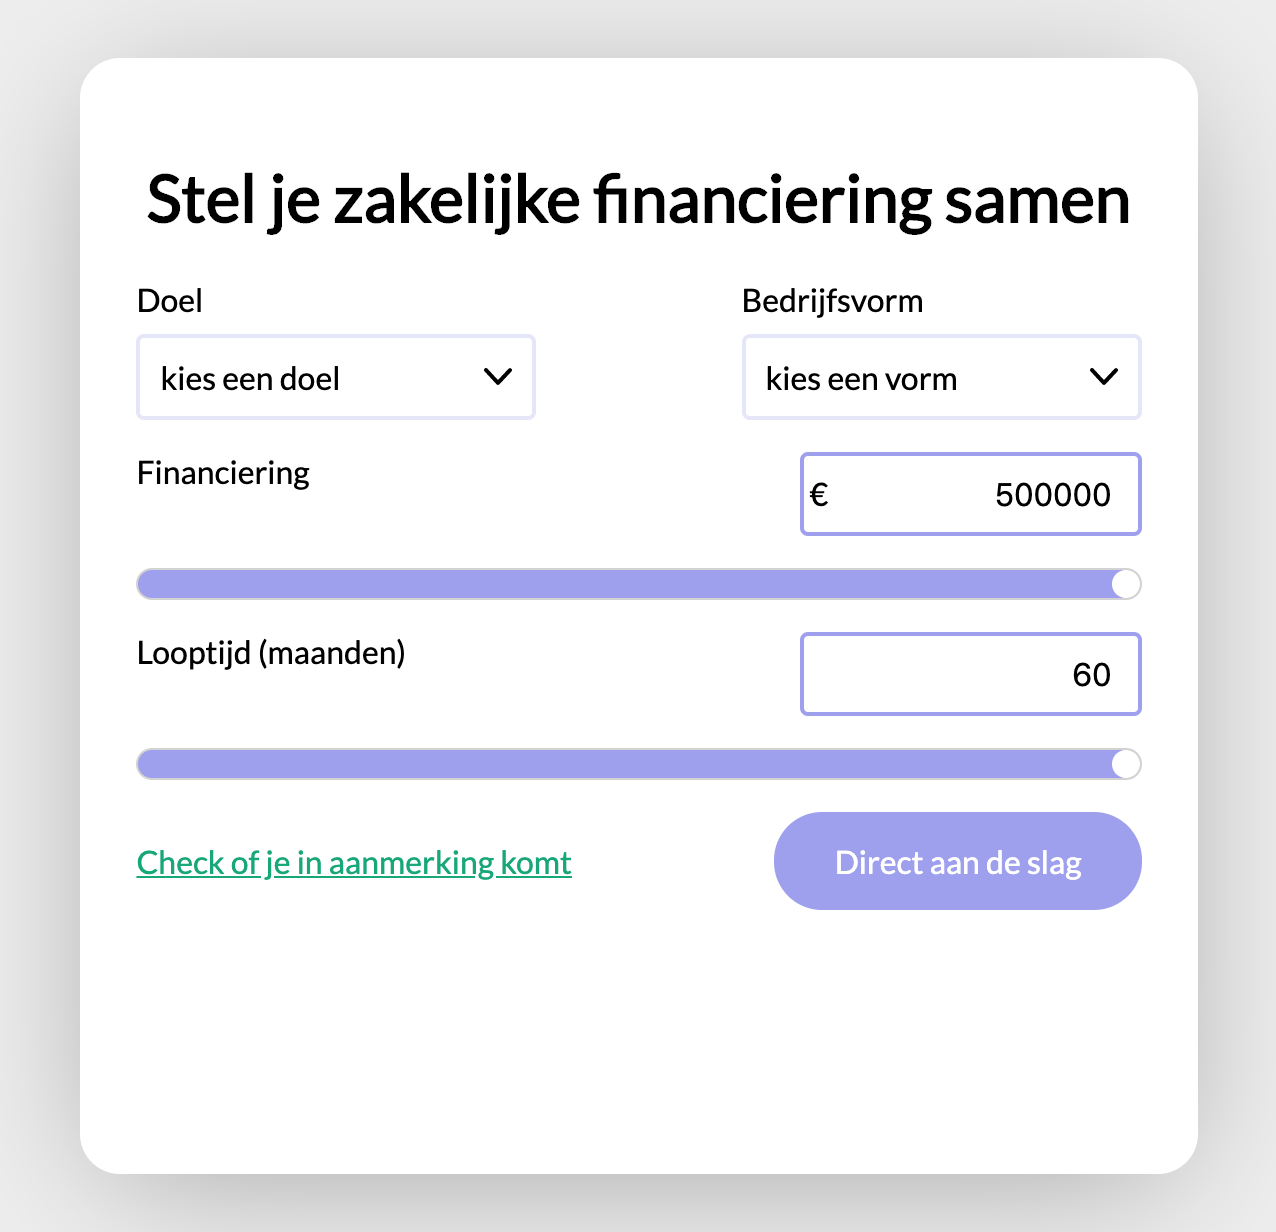 Stel je zakelijke financiering samen
Doel
Bedrijfsvorm
kies een doel
kies een vorm
Financiering
€ 500000
Looptijd (maanden)
60
Check of je in aanmerking komt
Direct aan de slag